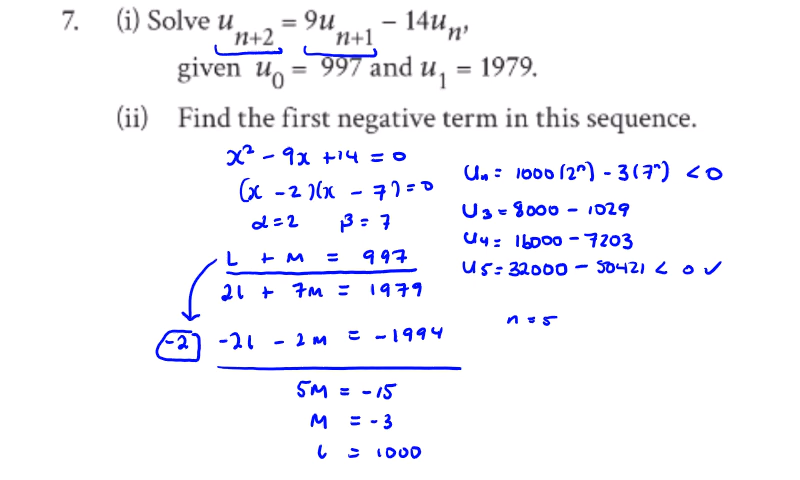 7. (i) Solve u_{n+2} = 9u_{n+1} − 14u_n,
given u_0 = 997 and u_1 = 1979.
(ii) Find the first negative term in this sequence.
x² - 9x + 14 = 0
(x - 2)(x - 7) = 0
α = 2 β = 7
L + M = 997
2L + 7M = 1979
(-2) -2L - 2M = -1994
5M = -15
M = -3
L = 1000
U_n = 1000(2^n) - 3(7^n) < 0
U_3 = 8000 - 1029
U_4 = 16000 - 7203
U_5 = 32000 - 50421 < 0 ✓
n = 5